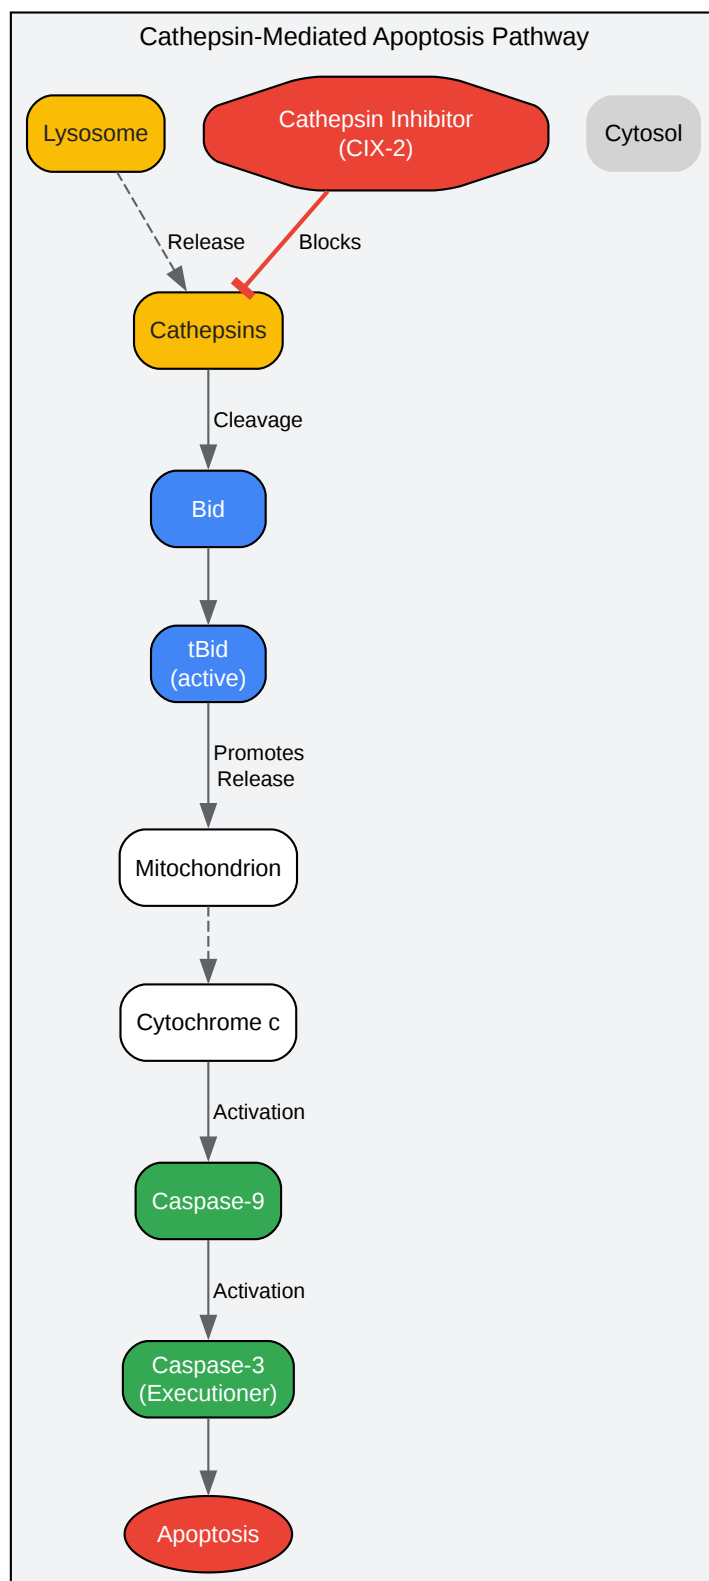 Cathepsin-Mediated Apoptosis Pathway
Lysosome
Cathepsin Inhibitor
(CIX-2)
Cytosol
Release
Blocks
Cathepsins
Cleavage
Bid
tBid
(active)
Promotes
Release
Mitochondrion
Cytochrome c
Activation
Caspase-9
Activation
Caspase-3
(Executioner)
Apoptosis